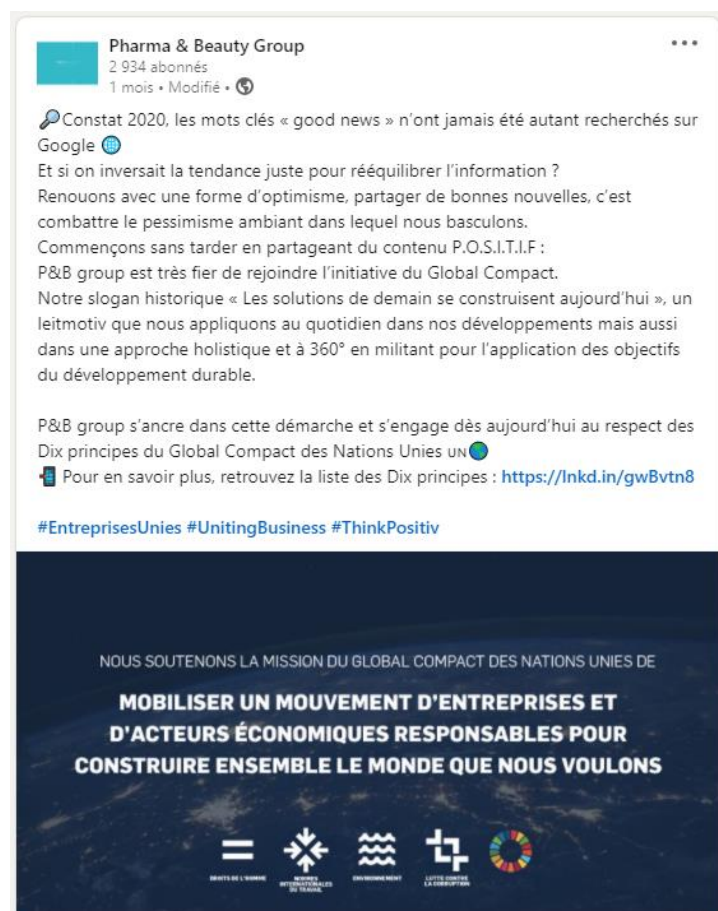 Pharma & Beauty Group
2 934 abonnés
1 mois • Modifié •
Constat 2020, les mots clés « good news » n’ont jamais été autant recherchés sur
Google
Et si on inversait la tendance juste pour rééquilibrer l’information ?
Renouons avec une forme d’optimisme, partager de bonnes nouvelles, c’est
combattre le pessimisme ambiant dans lequel nous basculons.
Commençons sans tarder en partageant du contenu P.O.S.I.T.I.F :
P&B group est très fier de rejoindre l’initiative du Global Compact.
Notre slogan historique « Les solutions de demain se construisent aujourd’hui », un
leitmotiv que nous appliquons au quotidien dans nos développements mais aussi
dans une approche holistique et à 360° en militant pour l’application des objectifs
du développement durable.
P&B group s’ancre dans cette démarche et s’engage dès aujourd’hui au respect des
Dix principes du Global Compact des Nations Unies UN
Pour en savoir plus, retrouvez la liste des Dix principes : https://lnkd.in/gwBvtn8
#EntreprisesUnies #UnitingBusiness #ThinkPositiv
NOUS SOUTENONS LA MISSION DU GLOBAL COMPACT DES NATIONS UNIES DE
MOBILISER UN MOUVEMENT D'ENTREPRISES ET
D'ACTEURS ÉCONOMIQUES RESPONSABLES POUR
CONSTRUIRE ENSEMBLE LE MONDE QUE NOUS VOULONS
DROITS DE L'HOMME
NORMES
INTERNATIONALES
DU TRAVAIL
ENVIRONNEMENT
LUTTE CONTRE
LA CORRUPTION